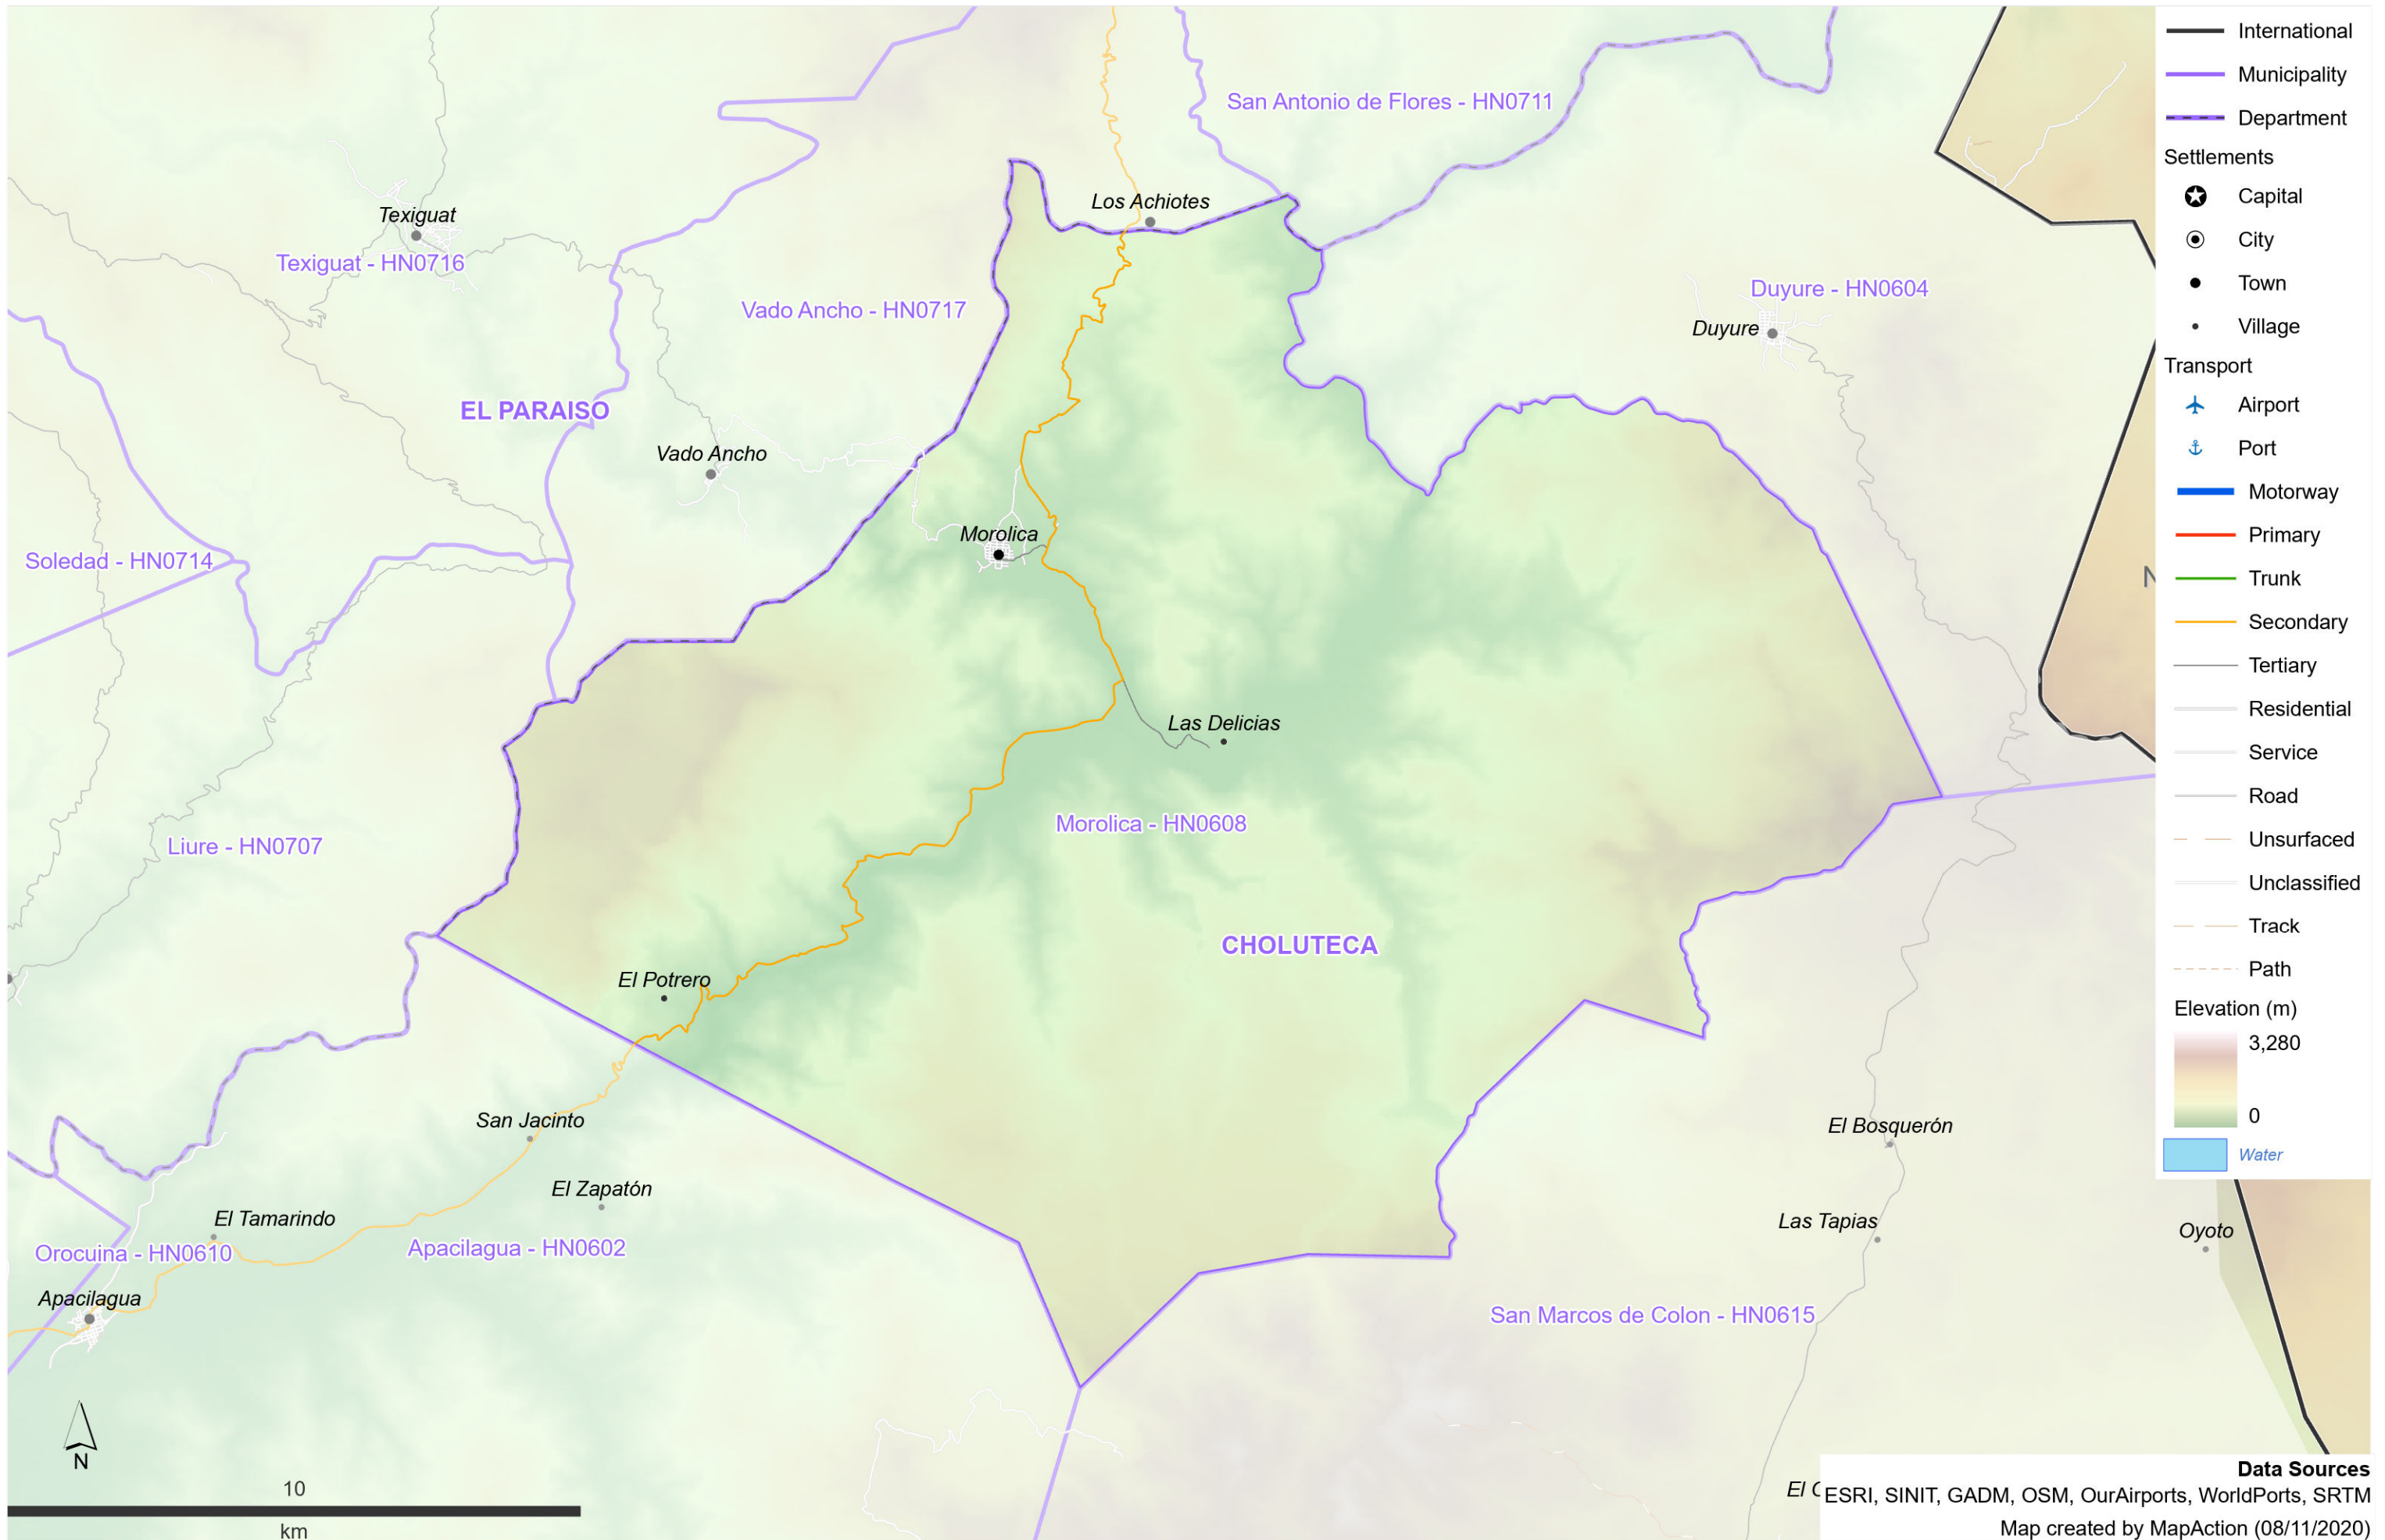 San Antonio de Flores - HN0711
Los Achiotes
Texiguat
Texiguat - HN0716
Vado Ancho - HN0717
Duyure - HN0604
Duyure
EL PARAISO
Vado Ancho
Morolica
Soledad - HN0714
Las Delicias
Morolica - HN0608
Liure - HN0707
CHOLUTECA
El Potrero
San Jacinto
El Bosquerón
El Zapatón
El Tamarindo
Las Tapias
Oyoto
Orocuina - HN0610
Apacilagua - HN0602
Apacilagua
San Marcos de Colon - HN0615
N
10
km
International
Municipality
Department
Settlements
Capital
City
Town
Village
Transport
Airport
Port
Motorway
Primary
Trunk
Secondary
Tertiary
Residential
Service
Road
Unsurfaced
Unclassified
Track
Path
Elevation (m)
3,280
0
Water
El
Data Sources
ESRI, SINIT, GADM, OSM, OurAirports, WorldPorts, SRTM
Map created by MapAction (08/11/2020)